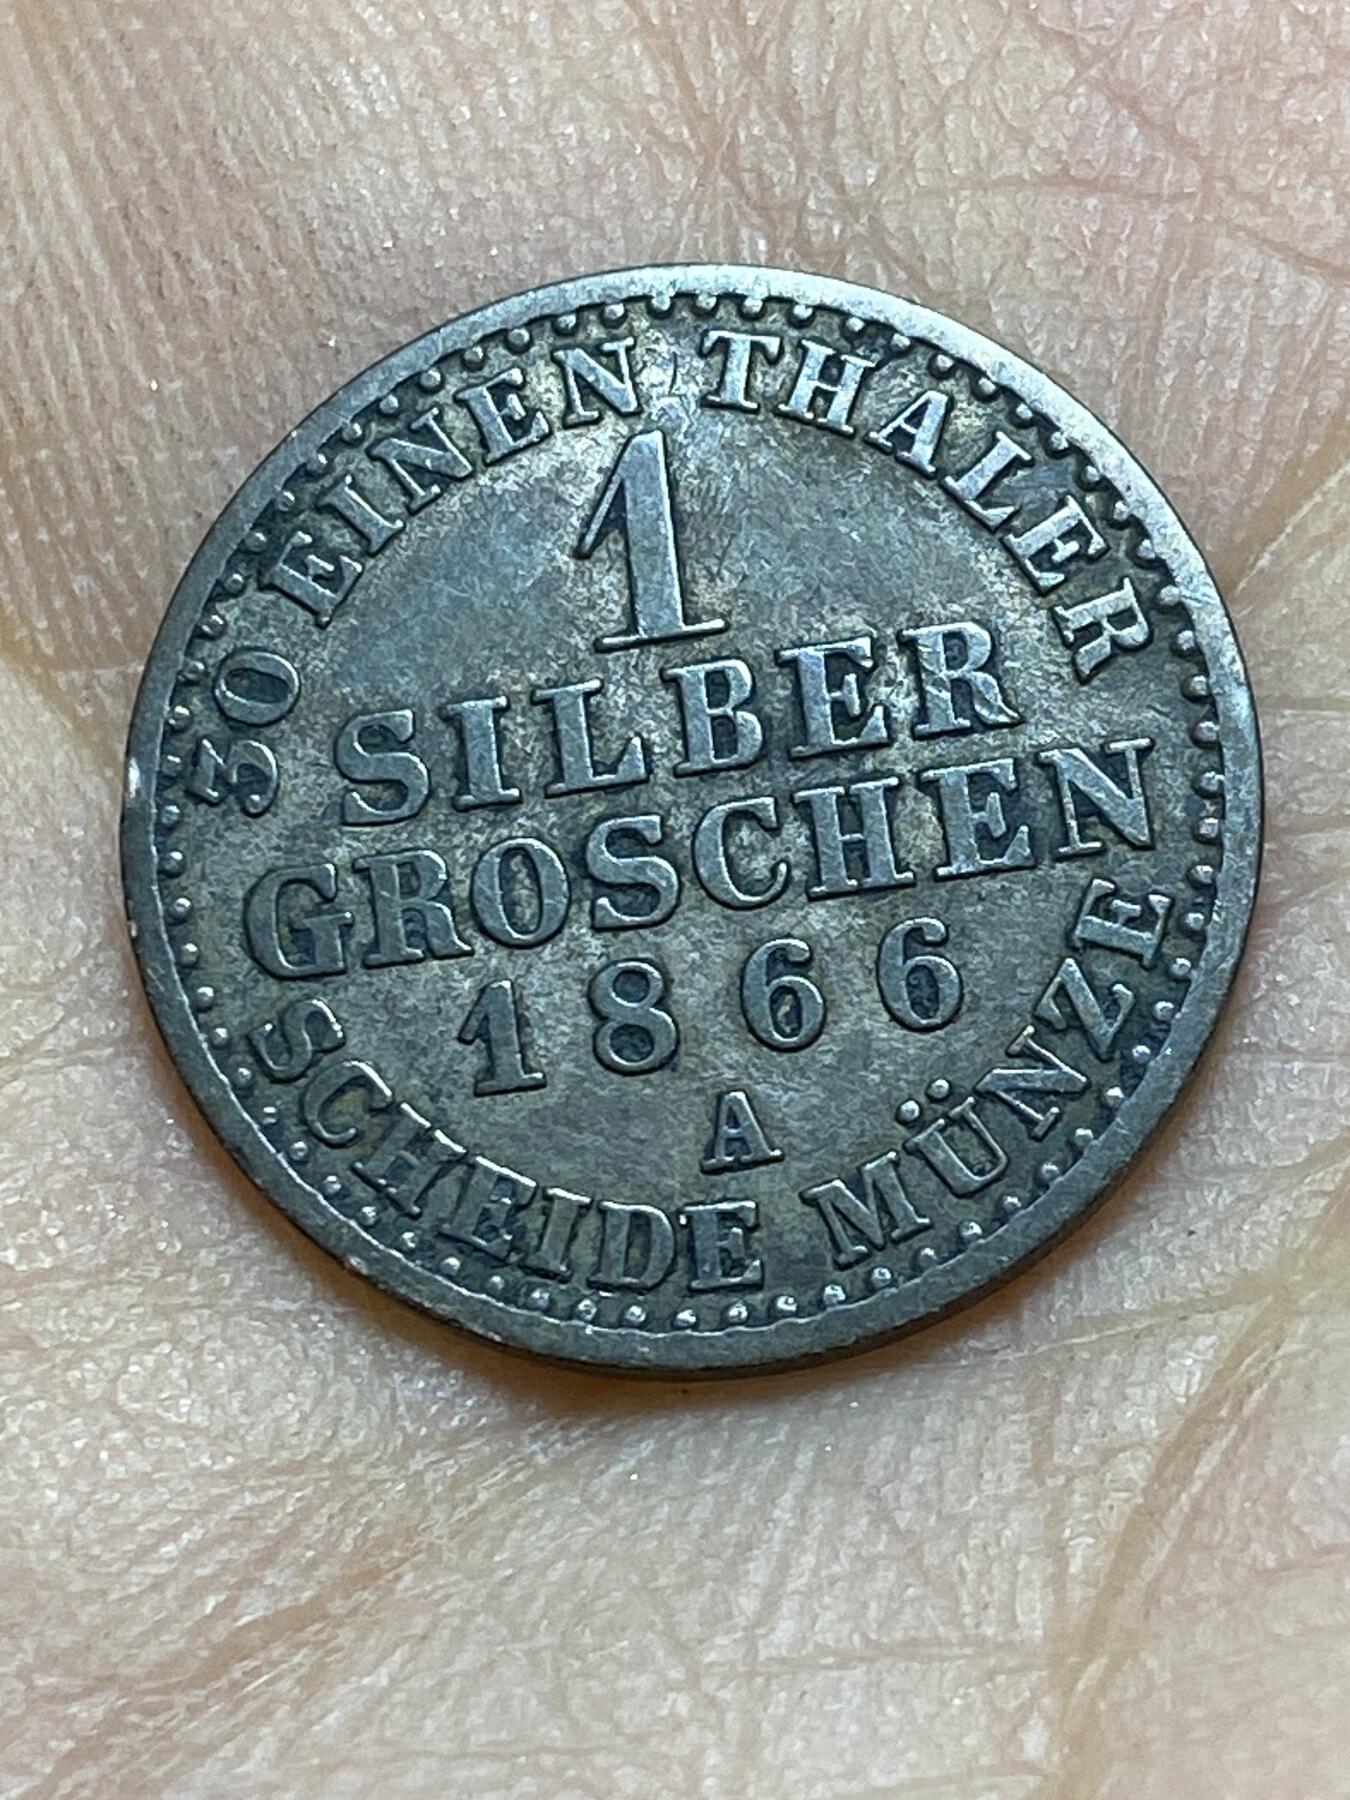 30 EINEN THALER
1
SILBER
GROSCHEN
1866
A
SCHEIDE MÜNZE